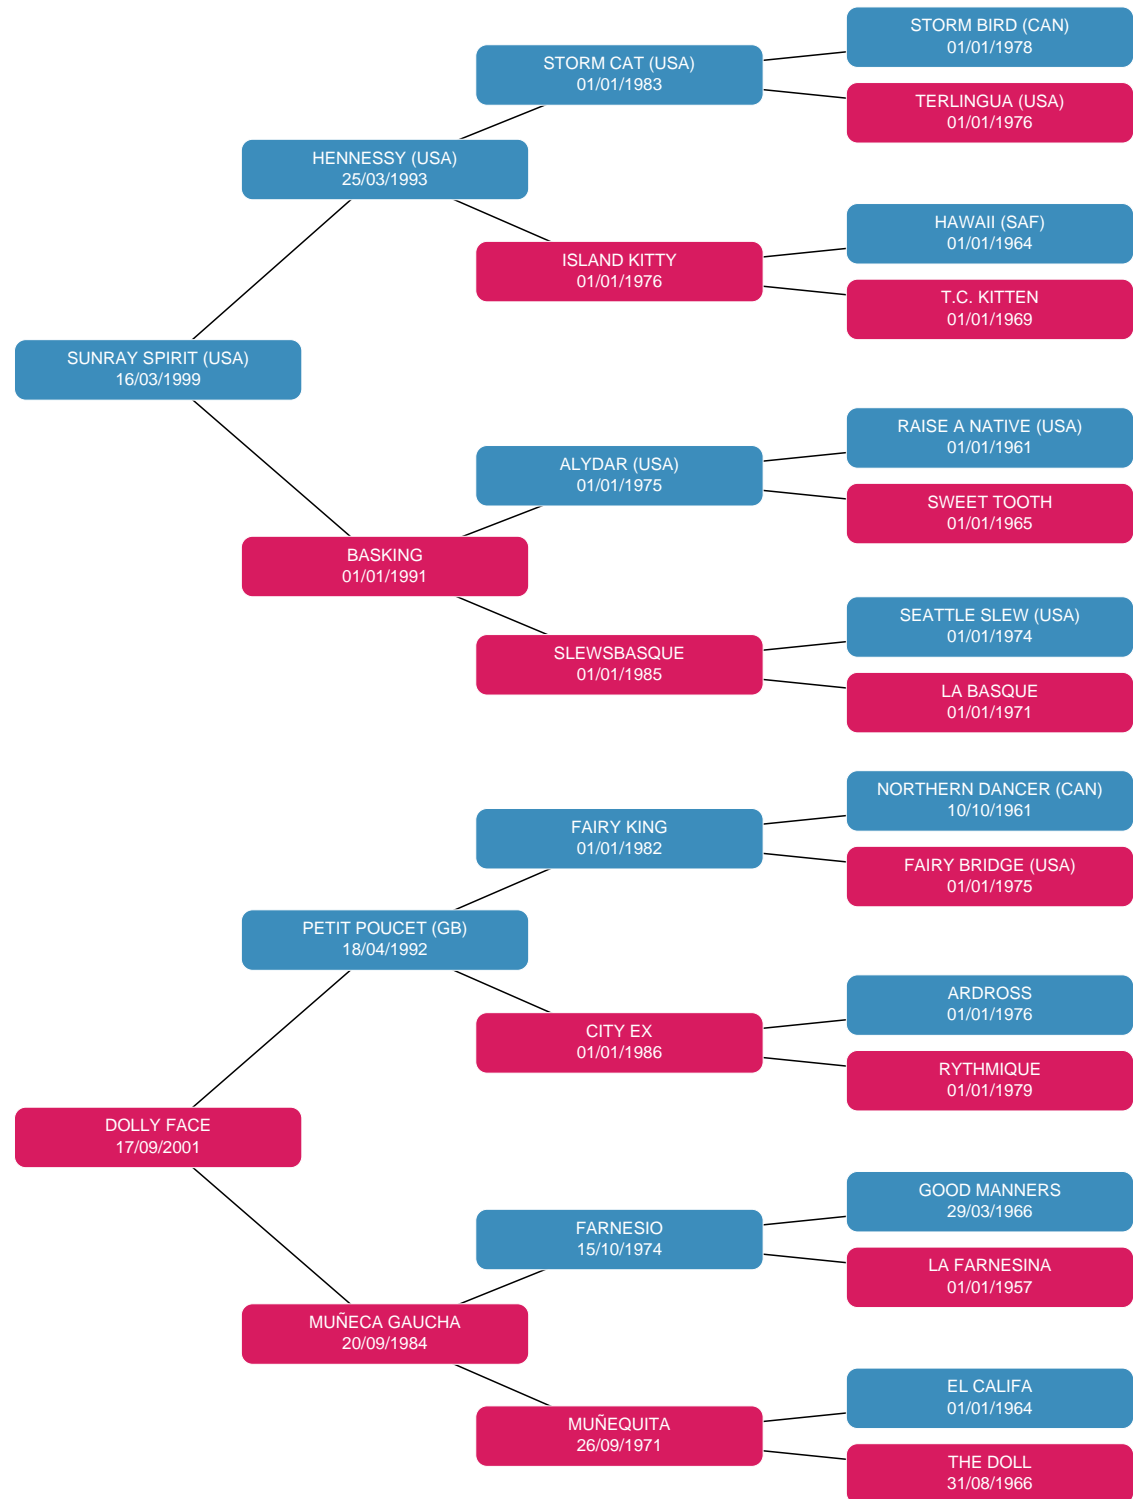 STORM BIRD (CAN)
01/01/1978
STORM CAT (USA)
01/01/1983
TERLINGUA (USA)
01/01/1976
HENNESSY (USA)
25/03/1993
HAWAII (SAF)
01/01/1964
ISLAND KITTY
01/01/1976
T.C. KITTEN
01/01/1969
SUNRAY SPIRIT (USA)
16/03/1999
RAISE A NATIVE (USA)
01/01/1961
ALYDAR (USA)
01/01/1975
SWEET TOOTH
01/01/1965
BASKING
01/01/1991
SEATTLE SLEW (USA)
01/01/1974
SLEWSBASQUE
01/01/1985
LA BASQUE
01/01/1971
NORTHERN DANCER (CAN)
10/10/1961
FAIRY KING
01/01/1982
FAIRY BRIDGE (USA)
01/01/1975
PETIT POUCET (GB)
18/04/1992
ARDROSS
01/01/1976
CITY EX
01/01/1986
RYTHMIQUE
01/01/1979
DOLLY FACE
17/09/2001
GOOD MANNERS
29/03/1966
FARNESIO
15/10/1974
LA FARNESINA
01/01/1957
MUÑECA GAUCHA
20/09/1984
EL CALIFA
01/01/1964
MUÑEQUITA
26/09/1971
THE DOLL
31/08/1966